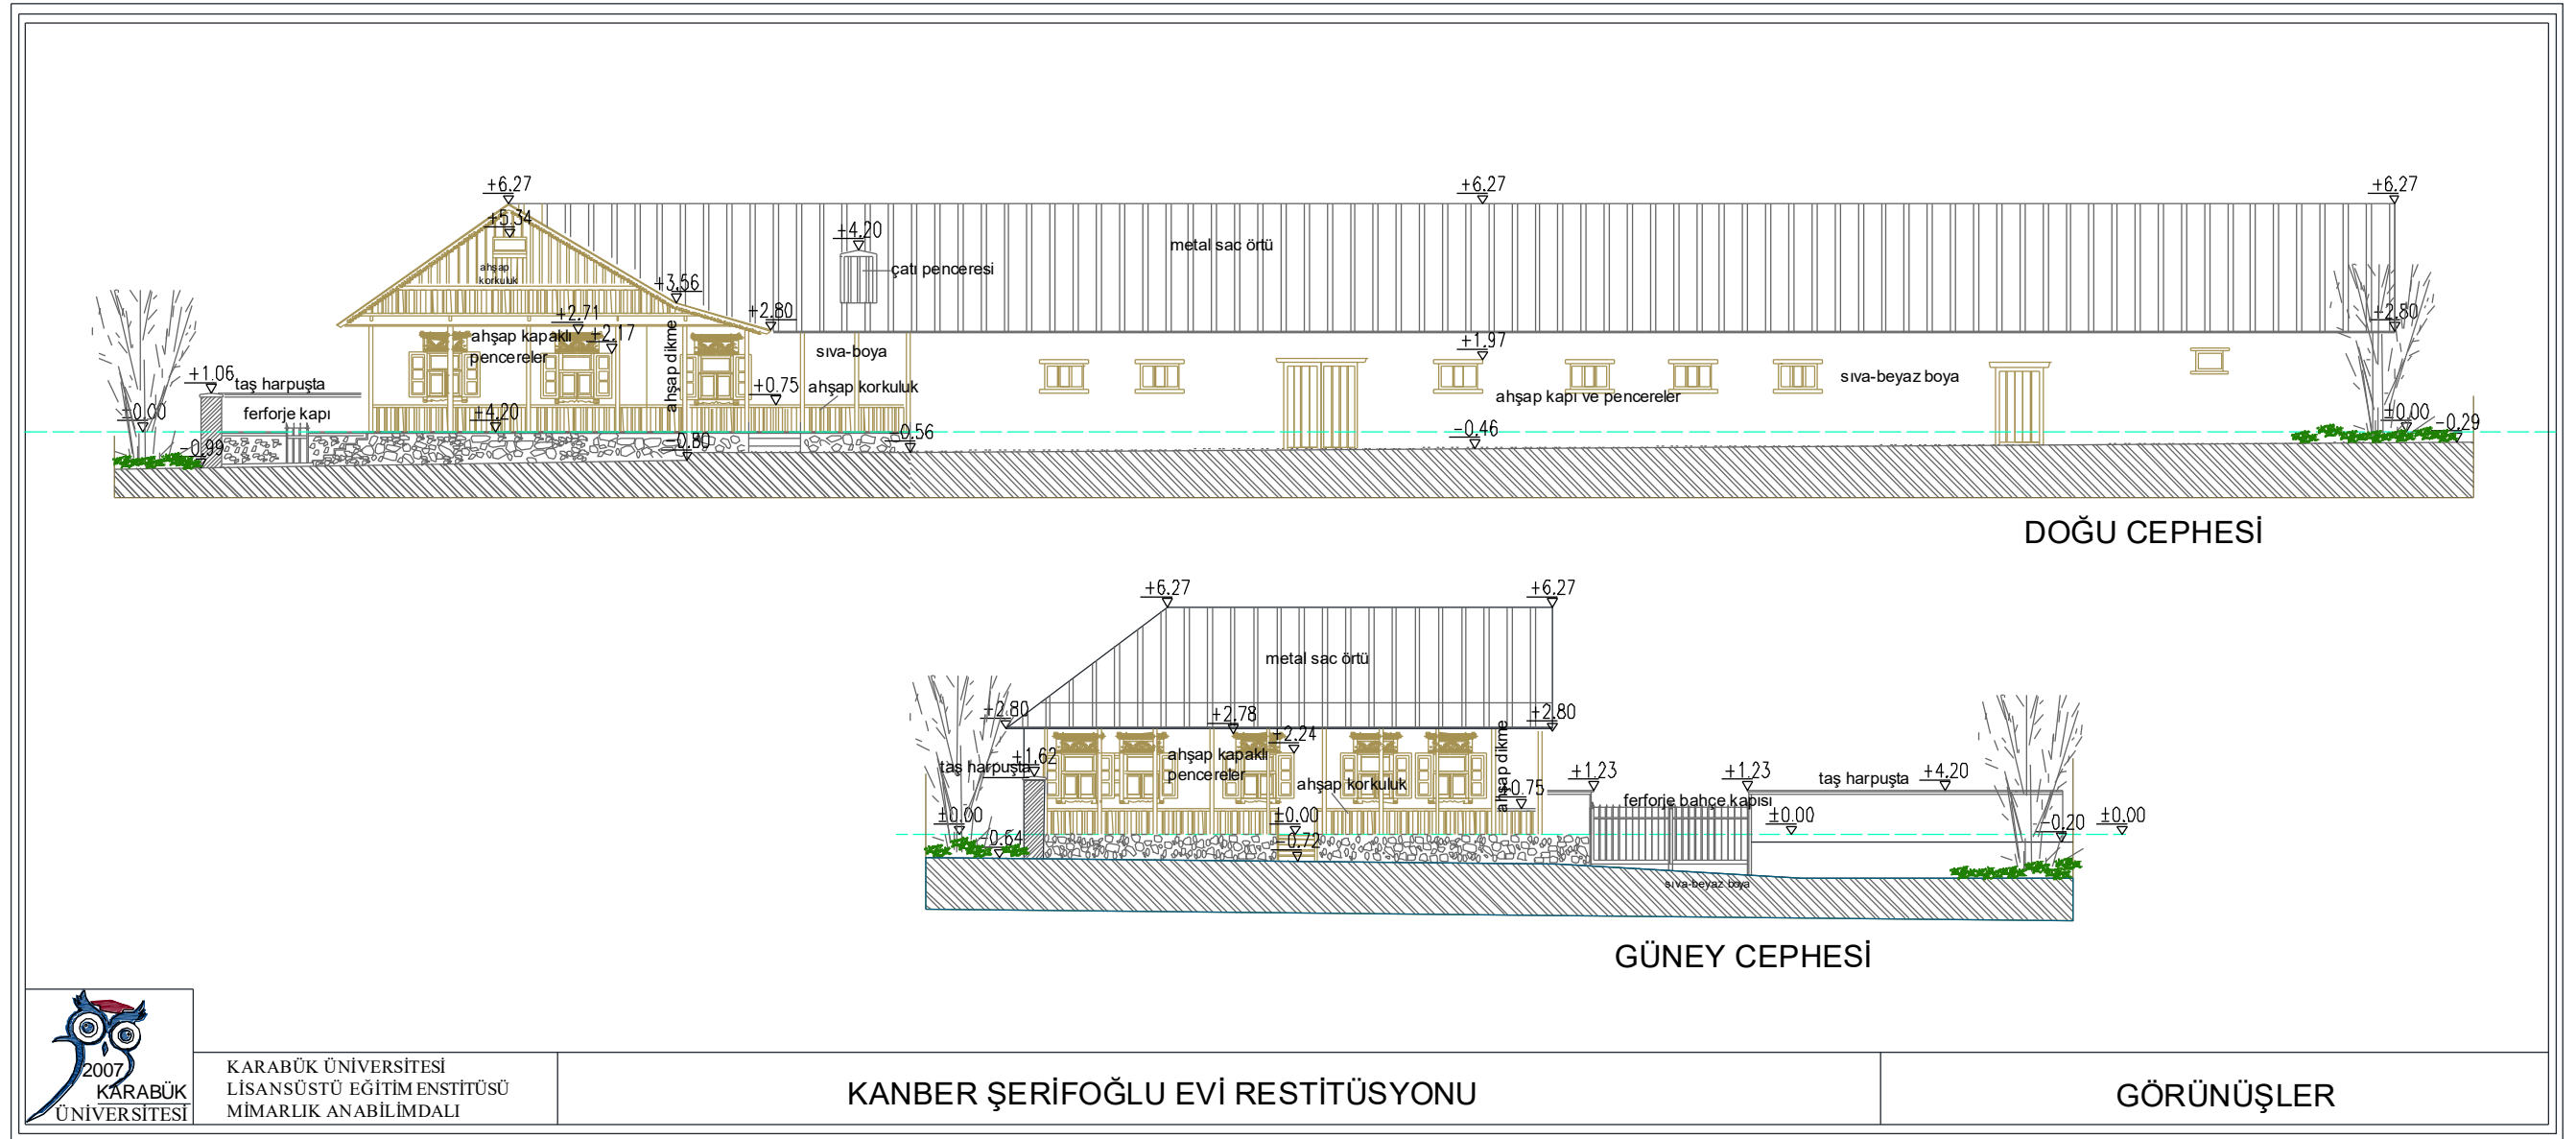 +6.27
+6.27
+6.27
+5.34
+4.20
metal sac örtü
ahşap
korkuluk
çatı penceresi
+3.56
+2.80
+2.80
+2.71
ahşap kapaklı
pencereler
+2.17
ahşap dikme
sıva-boya
+1.97
+1.06
taş harpuşta
+0.75
ahşap korkuluk
sıva-beyaz boya
ahşap kapı ve pencereler
±0.00
ferforje kapı
+4.20
±0.00
-0.29
-0.99
-0.80
-0.56
-0.46
DOĞU CEPHESİ
+6.27
+6.27
metal sac örtü
+2.80
+2.78
+2.80
+2.24
ahşap kapaklı
pencereler
+1.62
taş harpuşta
ahşap korkuluk
ahşap dikme
+0.75
+1.23
+1.23
taş harpuşta
+4.20
ferforje bahçe kapısı
±0.00
±0.00
±0.00
±0.00
-0.20
-0.64
-0.72
sıva-beyaz boya
GÜNEY CEPHESİ
2007
KARABÜK
ÜNİVERSİTESİ
KARABÜK ÜNİVERSİTESİ
LİSANSÜSTÜ EĞİTİM ENSTİTÜSÜ
MİMARLIK ANABİLİMDALI
KANBER ŞERİFOĞLU EVİ RESTİTÜSYONU
GÖRÜNÜŞLER